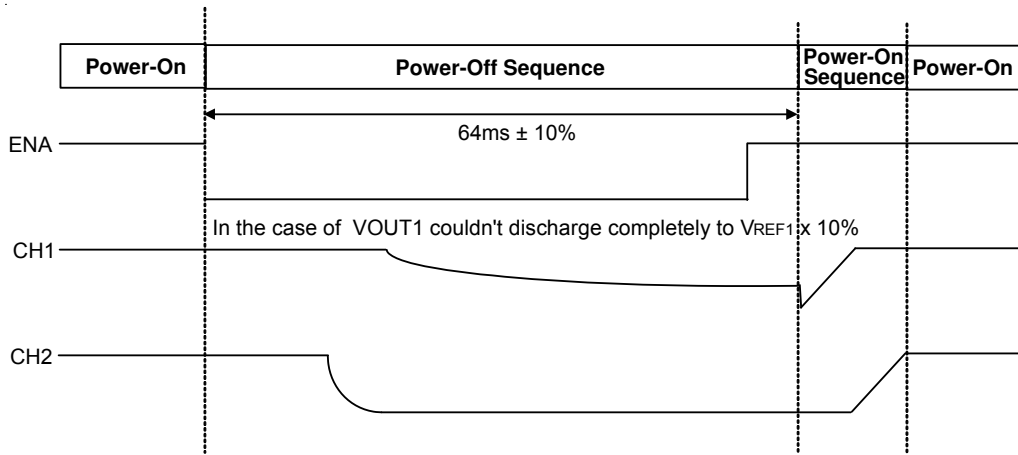 Power-On
Power-Off Sequence
Power-On
Sequence
Power-On
64ms ± 10%
ENA
In the case of VOUT1 couldn't discharge completely to VREF1 x 10%
CH1
CH2